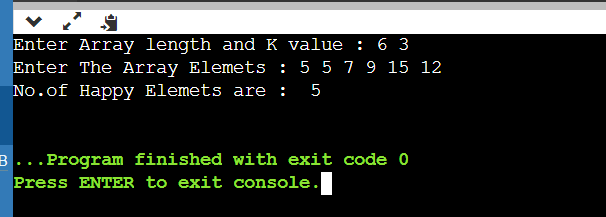 Enter Array length and K value : 6 3
Enter The Array Elemets : 5 5 7 9 15 12
No.of Happy Elemets are :  5
B
...Program finished with exit code 0
Press ENTER to exit console.